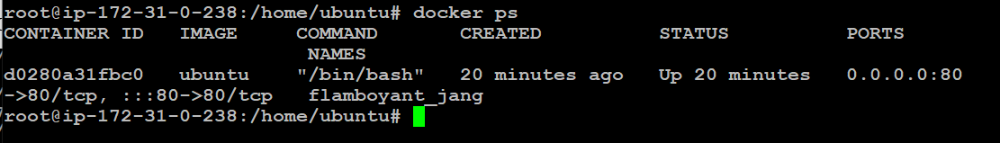 root@ip-172-31-0-238:/home/ubuntu# docker ps
CONTAINER ID   IMAGE     COMMAND       CREATED          STATUS          PORTS
                         NAMES
d0280a31fbc0   ubuntu    "/bin/bash"   20 minutes ago   Up 20 minutes   0.0.0.0:80
->80/tcp, :::80->80/tcp   flamboyant_jang
root@ip-172-31-0-238:/home/ubuntu#